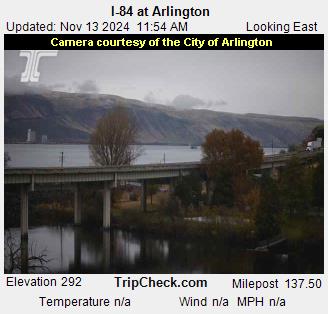 I-84 at Arlington
Updated: Nov 13 2024 11:54 AM Looking East
Camera courtesy of the City of Arlington
Elevation 292 TripCheck.com Milepost 137.50
Temperature n/a Wind n/a MPH n/a